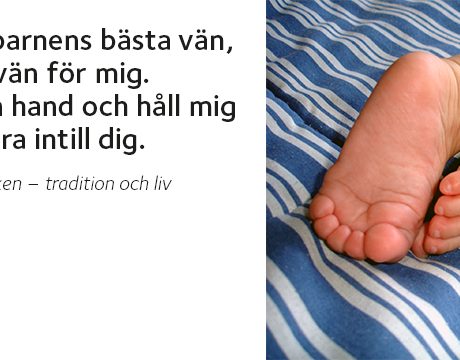 barnens bästa vän,
vän för mig.
hand och håll mig
intill dig.
– tradition och liv